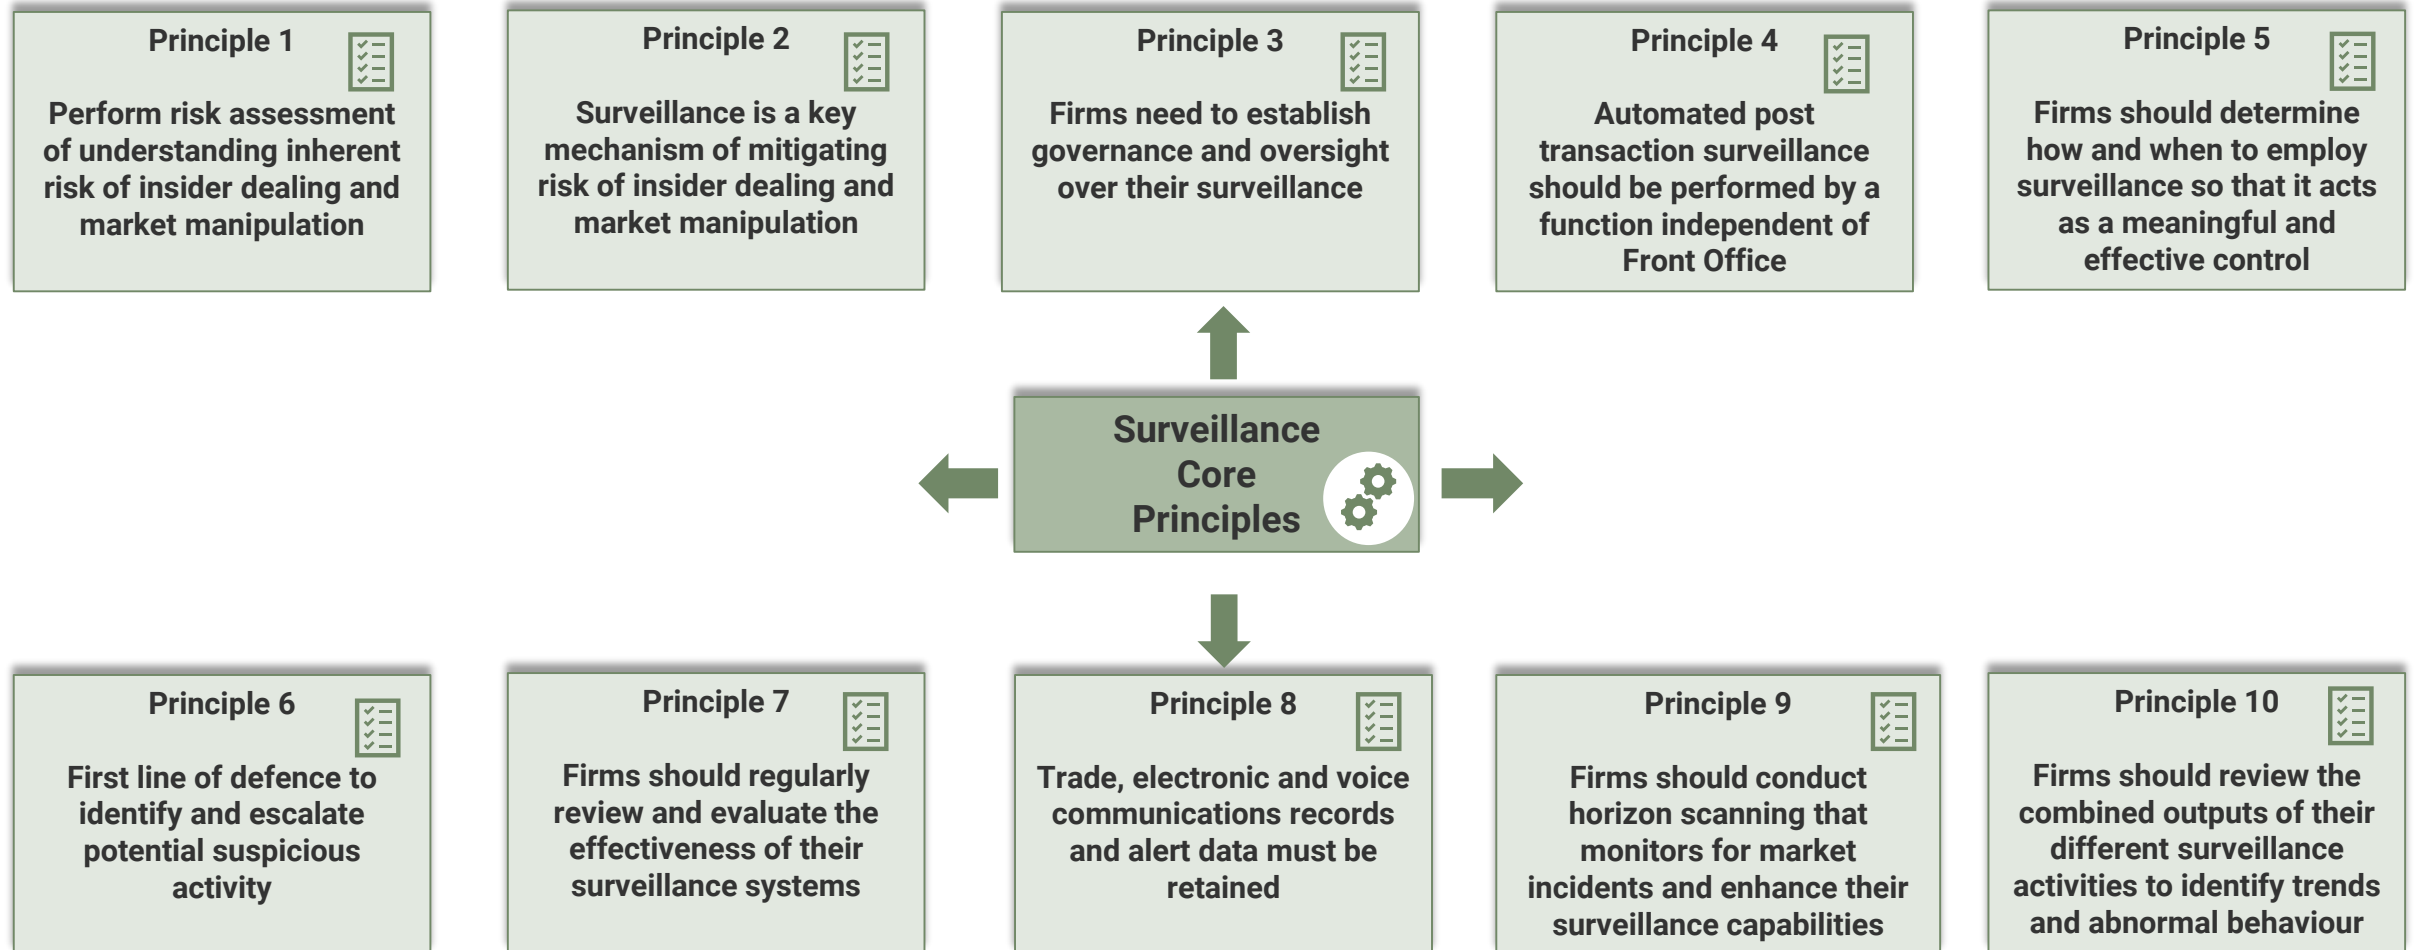 Principle 1
Perform risk assessment
of understanding inherent
risk of insider dealing and
market manipulation
Principle 2
Surveillance is a key
mechanism of mitigating
risk of insider dealing and
market manipulation
Principle 3
Firms need to establish
governance and oversight
over their surveillance
Principle 4
Automated post
transaction surveillance
should be performed by a
function independent of
Front Office
Principle 5
Firms should determine
how and when to employ
surveillance so that it acts
as a meaningful and
effective control
Surveillance
Core
Principles
Principle 6
First line of defence to
identify and escalate
potential suspicious
activity
Principle 7
Firms should regularly
review and evaluate the
effectiveness of their
surveillance systems
Principle 8
Trade, electronic and voice
communications records
and alert data must be
retained
Principle 9
Firms should conduct
horizon scanning that
monitors for market
incidents and enhance their
surveillance capabilities
Principle 10
Firms should review the
combined outputs of their
different surveillance
activities to identify trends
and abnormal behaviour